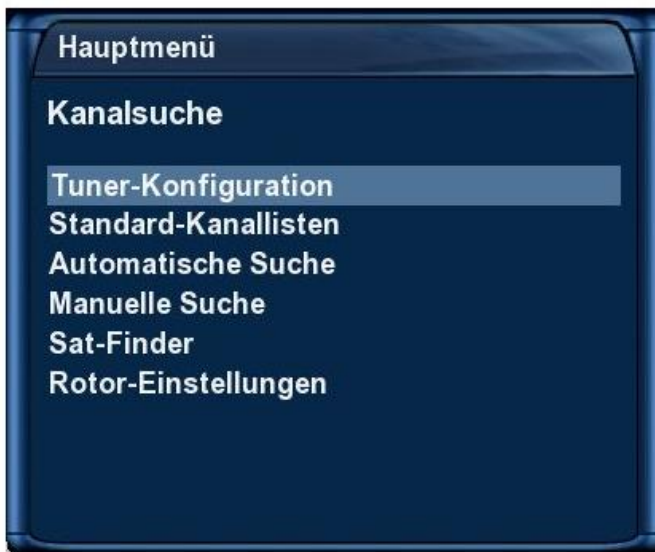 Hauptmenü
Kanalsuche
Tuner-Konfiguration
Standard-Kanallisten
Automatische Suche
Manuelle Suche
Sat-Finder
Rotor-Einstellungen